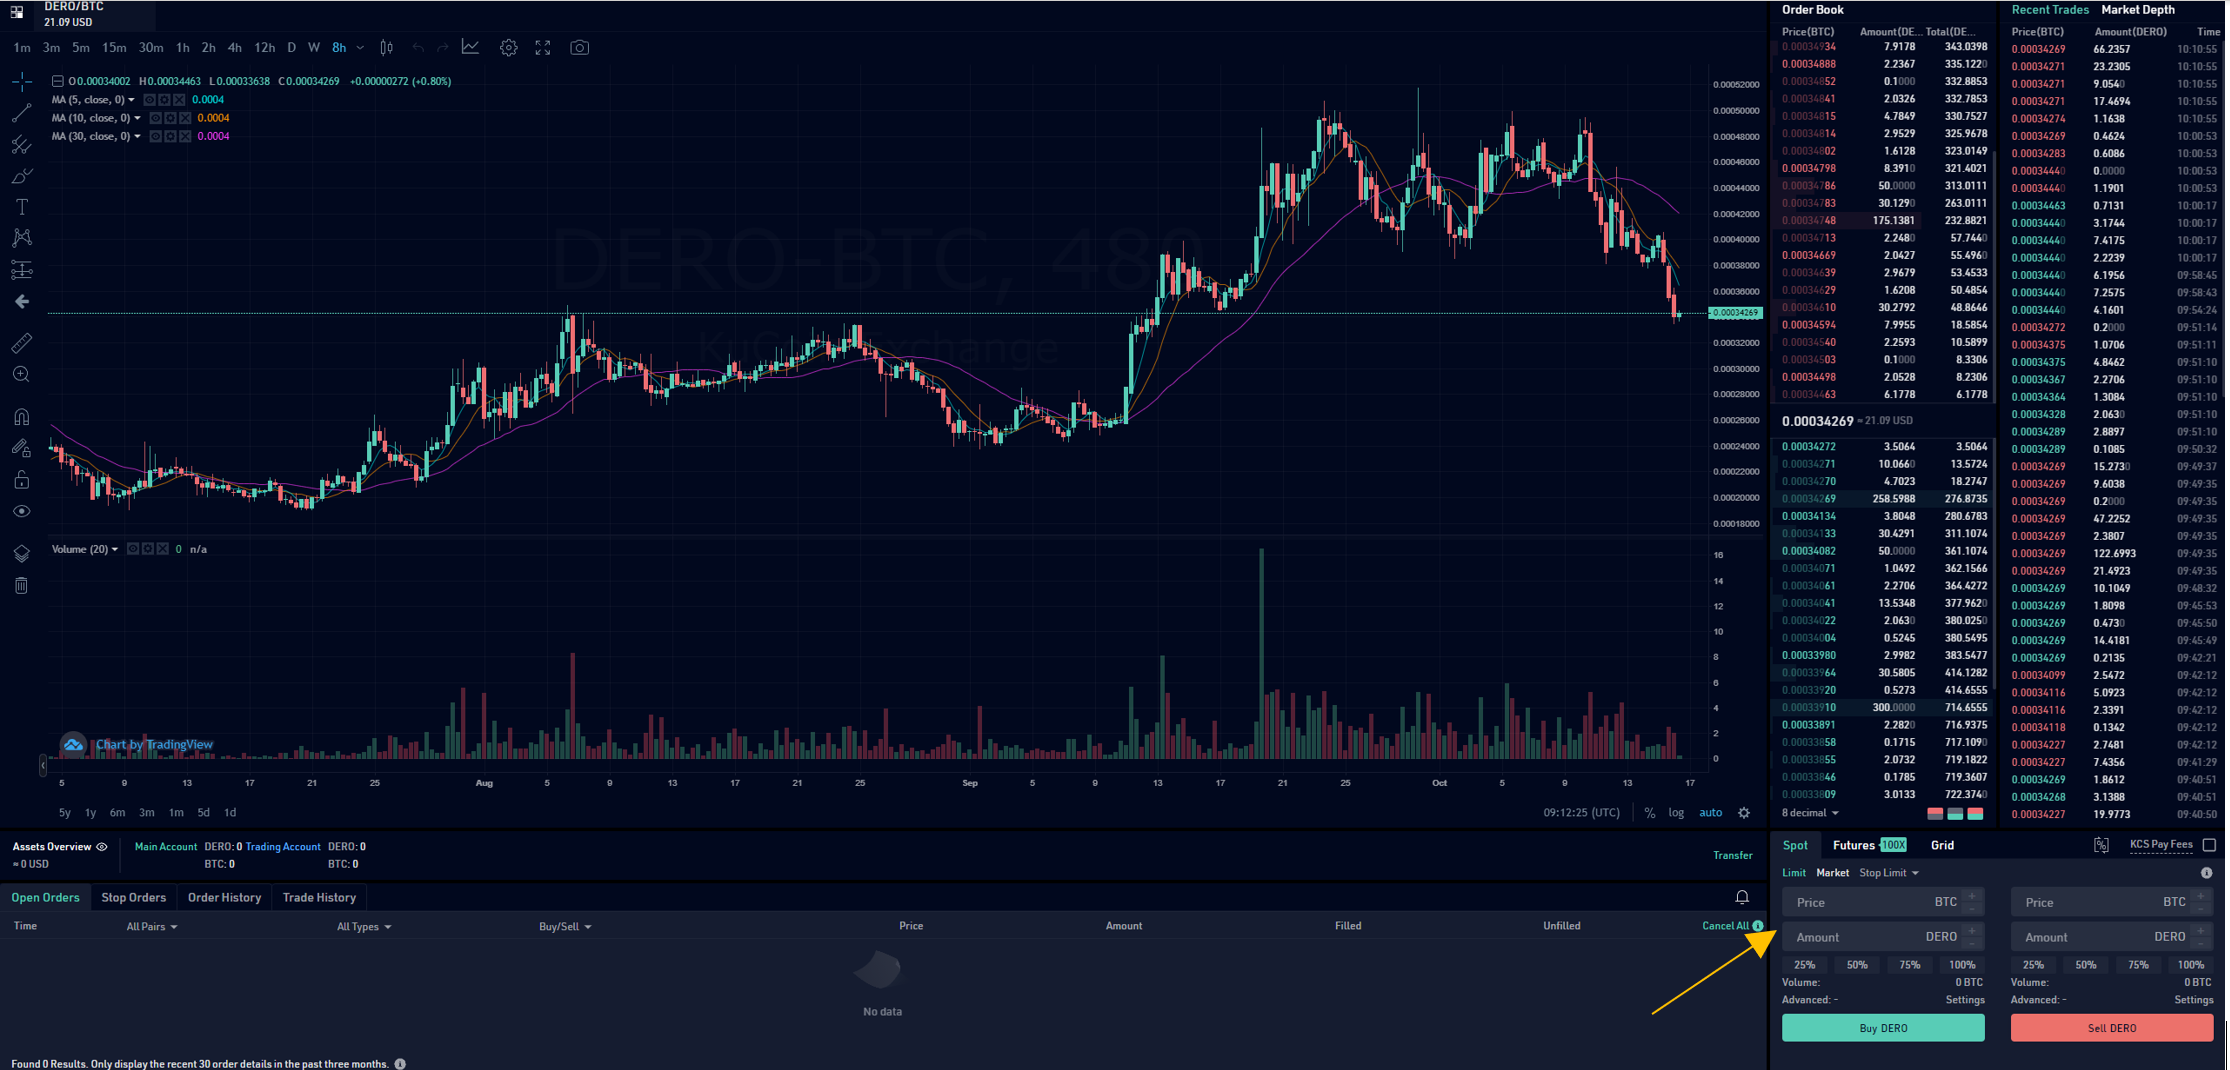 DERO/BTC
21.09 USD
1m 3m 5m 15m 30m 1h 2h 4h 12h D W 8h
O0.00034002 H0.00034463 L0.00033638 C0.00034269 +0.00000272 (+0.80%)
MA (5, close, 0) 0.0004
MA (10, close, 0) 0.0004
MA (30, close, 0) 0.0004
KuCoin Exchange
0.00052000
0.00050000
0.00048000
0.00046000
0.00044000
0.00042000
0.00040000
0.00038000
0.00036000
0.00034269
0.00032000
0.00030000
0.00028000
0.00026000
0.00024000
0.00022000
0.00020000
0.00018000
Volume (20) 0 n/a
16
14
12
10
8
6
4
2
0
Chart by TradingView
5 9 13 17 21 25 Aug 5 9 13 17 21 25 Sep 5 9 13 17 21 25 Oct 5 9 13 17
5y 1y 6m 3m 1m 5d 1d
09:12:25 (UTC) % log auto
Order Book
Price(BTC) Amount(DE... Total(DE...
0.00034934 7.9178 343.0398
0.00034888 2.2367 335.1220
0.00034852 0.1000 332.8853
0.00034841 2.0326 332.7853
0.00034815 4.7849 330.7527
0.00034814 2.9529 325.9678
0.00034802 1.6128 323.0149
0.00034798 8.3910 321.4021
0.00034786 50.0000 313.0111
0.00034783 30.1290 263.0111
0.00034748 175.1381 232.8821
0.00034713 2.2480 57.7440
0.00034669 2.0427 55.4960
0.00034639 2.9679 53.4533
0.00034629 1.6208 50.4854
0.00034610 30.2792 48.8646
0.00034594 7.9955 18.5854
0.00034540 2.2593 10.5899
0.00034503 0.1000 8.3306
0.00034498 2.0528 8.2306
0.00034463 6.1778 6.1778
0.00034269 ≈ 21.09 USD
0.00034272 3.5064 3.5064
0.00034271 10.0660 13.5724
0.00034270 4.7023 18.2747
0.00034269 258.5988 276.8735
0.00034134 3.8048 280.6783
0.00034133 30.4291 311.1074
0.00034082 50.0000 361.1074
0.00034071 1.0492 362.1566
0.00034061 2.2706 364.4272
0.00034041 13.5348 377.9620
0.00034022 2.0630 380.0250
0.00034004 0.5245 380.5495
0.00033980 2.9982 383.5477
0.00033964 30.5805 414.1282
0.00033920 0.5273 414.6555
0.00033910 300.0000 714.6555
0.00033891 2.2820 716.9375
0.00033858 0.1715 717.1090
0.00033855 2.0732 719.1822
0.00033846 0.1785 719.3607
0.00033809 3.0133 722.3740
8 decimal
Recent Trades Market Depth
Price(BTC) Amount(DERO) Time
0.00034269 66.2357 10:10:55
0.00034271 23.2305 10:10:55
0.00034271 9.0540 10:10:55
0.00034271 17.4694 10:10:55
0.00034274 1.1638 10:10:55
0.00034269 0.4624 10:00:53
0.00034283 0.6086 10:00:53
0.00034440 0.0000 10:00:53
0.00034440 1.1901 10:00:53
0.00034463 0.7131 10:00:17
0.00034440 3.1744 10:00:17
0.00034440 7.4175 10:00:17
0.00034440 2.2239 10:00:17
0.00034440 6.1956 09:58:45
0.00034440 7.2575 09:58:43
0.00034440 4.1601 09:54:24
0.00034272 0.2000 09:51:14
0.00034375 1.0706 09:51:11
0.00034375 4.8462 09:51:10
0.00034367 2.2706 09:51:10
0.00034364 1.3084 09:51:10
0.00034328 2.0630 09:51:10
0.00034289 2.8897 09:51:10
0.00034289 0.1085 09:50:32
0.00034269 15.2730 09:49:37
0.00034269 9.6038 09:49:35
0.00034269 0.2000 09:49:35
0.00034269 47.2252 09:49:35
0.00034269 2.3807 09:49:35
0.00034269 122.6993 09:49:35
0.00034269 21.4923 09:49:35
0.00034269 10.1049 09:48:32
0.00034269 1.8098 09:45:53
0.00034269 0.4730 09:45:50
0.00034269 14.4181 09:45:49
0.00034269 0.2135 09:42:21
0.00034099 2.5472 09:42:12
0.00034116 5.0923 09:42:12
0.00034116 2.3391 09:42:12
0.00034118 0.1342 09:42:12
0.00034227 2.7481 09:42:12
0.00034227 7.4356 09:41:29
0.00034269 1.8612 09:40:51
0.00034268 3.1388 09:40:51
0.00034227 19.9773 09:40:50
Assets Overview
≈ 0 USD
Main Account DERO: 0 Trading Account DERO: 0
BTC: 0 BTC: 0
Transfer
Open Orders Stop Orders Order History Trade History
Time All Pairs All Types Buy/Sell Price Amount Filled Unfilled Cancel All
No data
Found 0 Results. Only display the recent 30 order details in the past three months.
Spot Futures 100X Grid KCS Pay Fees
Limit Market Stop Limit
Price BTC Price BTC
Amount DERO Amount DERO
25% 50% 75% 100% 25% 50% 75% 100%
Volume: 0 BTC Volume: 0 BTC
Advanced: - Settings Advanced: - Settings
Buy DERO Sell DERO